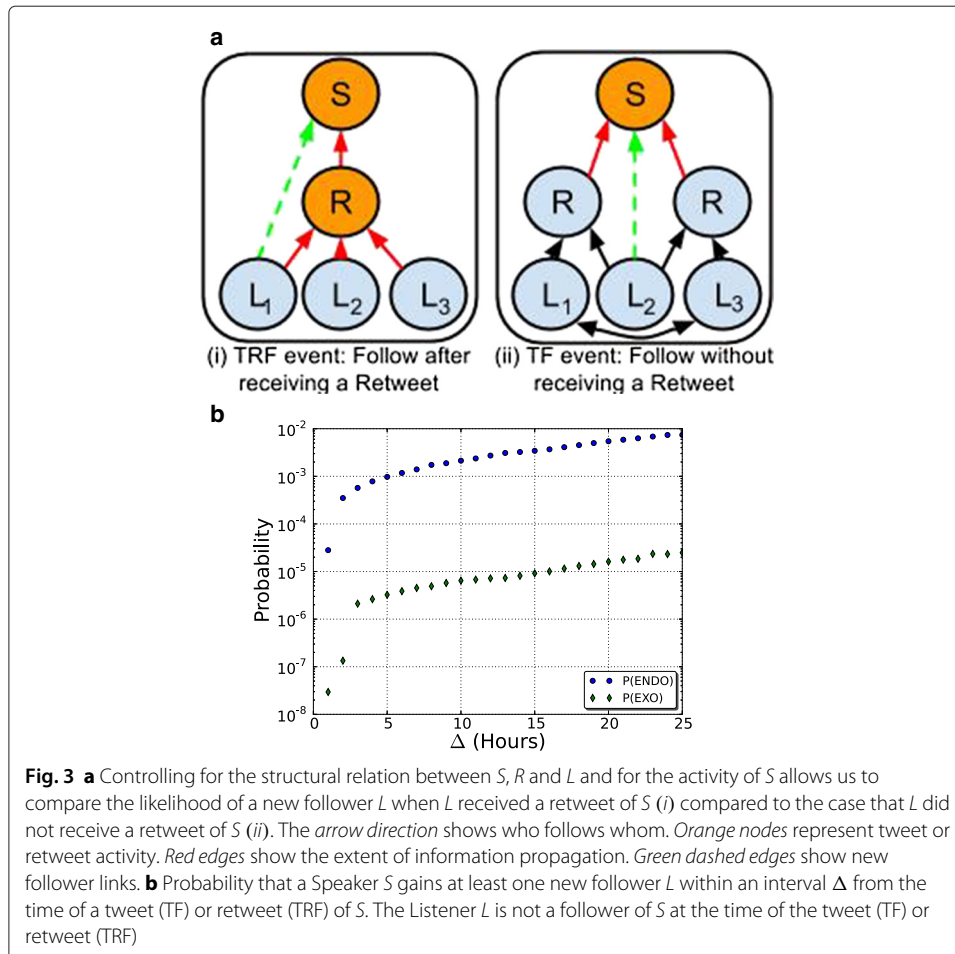 a
S
S
R
R
R
L1
L2
L3
L1
L2
L3
(i) TRF event: Follow after
receiving a Retweet
(ii) TF event: Follow without
receiving a Retweet
b
10^-2
10^-3
10^-4
10^-5
10^-6
10^-7
10^-8
Probability
P(ENDO)
P(EXO)
0 5 10 15 20 25
Δ (Hours)
Fig. 3 a Controlling for the structural relation between S, R and L and for the activity of S allows us to
compare the likelihood of a new follower L when L received a retweet of S (i) compared to the case that L did
not receive a retweet of S (ii). The arrow direction shows who follows whom. Orange nodes represent tweet or
retweet activity. Red edges show the extent of information propagation. Green dashed edges show new
follower links. b Probability that a Speaker S gains at least one new follower L within an interval Δ from the
time of a tweet (TF) or retweet (TRF) of S. The Listener L is not a follower of S at the time of the tweet (TF) or
retweet (TRF)